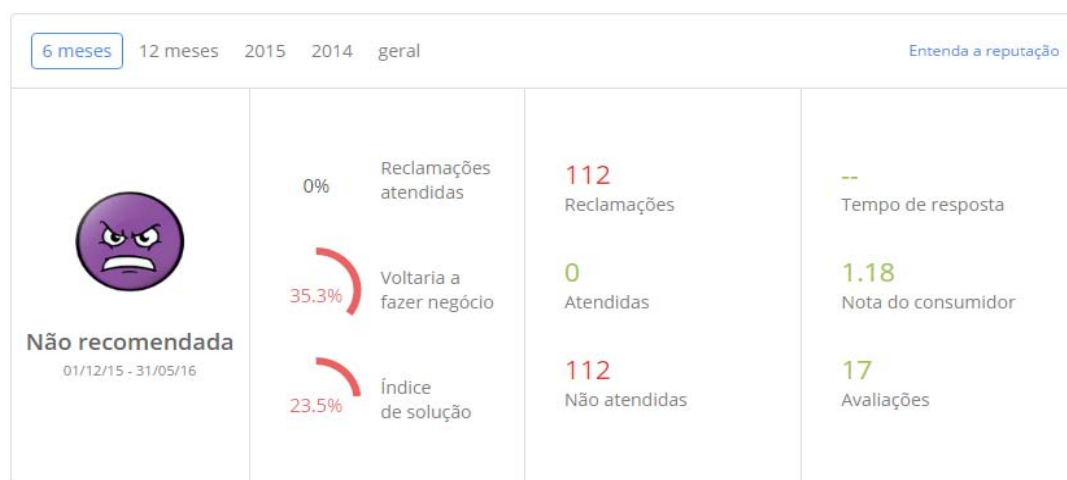 6 meses 12 meses 2015 2014 geral Entenda a reputação
Não recomendada
01/12/15 - 31/05/16
0%
Reclamações
atendidas
35.3%
Voltaria a
fazer negócio
23.5%
Índice
de solução
112
Reclamações
0
Atendidas
112
Não atendidas
--
Tempo de resposta
1.18
Nota do consumidor
17
Avaliações